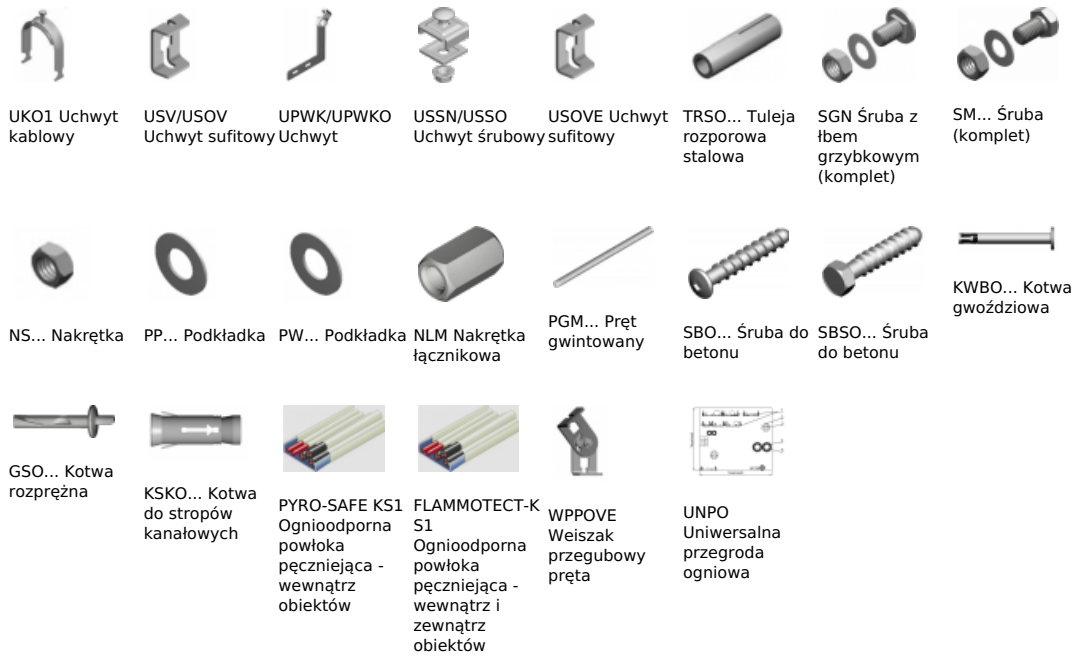 UKO1 Uchwyt
kablowy
USV/USOV
Uchwyt sufitowy
UPWK/UPWKO
Uchwyt
USSN/USSO
Uchwyt śrubowy
USOVE Uchwyt
sufitowy
TRSO... Tuleja
rozporowa
stalowa
SGN Śruba z
łbem
grzybkowym
(komplet)
SM... Śruba
(komplet)
NS... Nakrętka
PP... Podkładka
PW... Podkładka
NLM Nakrętka
łącznikowa
PGM... Pręt
gwintowany
SBO... Śruba do
betonu
SBSO... Śruba
do betonu
KWBO... Kotwa
gwoździowa
GSO... Kotwa
rozprężna
KSKO... Kotwa
do stropów
kanałowych
PYRO-SAFE KS1
Ognioodporna
powłoka
pęczniejąca -
wewnątrz
obiektów
FLAMMOTECT-K
S1
Ognioodporna
powłoka
pęczniejąca -
wewnątrz i
zewnątrz
obiektów
WPPOVE
Weiszak
przegubowy
pręta
UNPO
Uniwersalna
przegroda
ogniowa